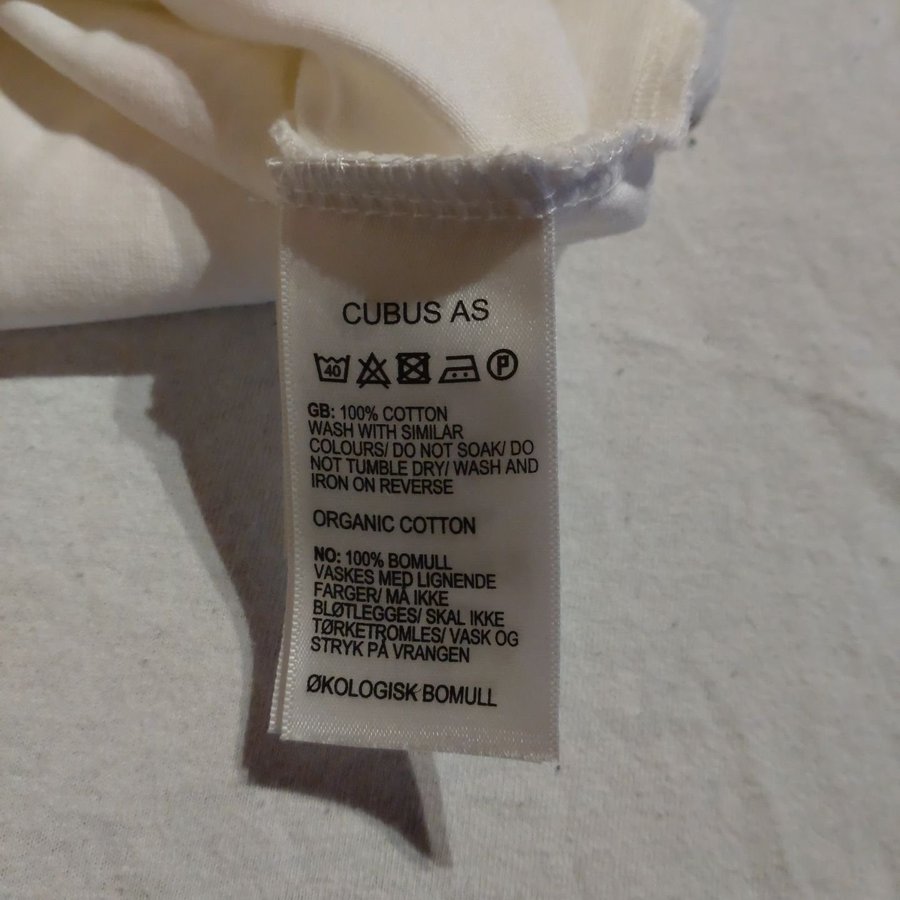 CUBUS AS
40 P
GB: 100% COTTON
WASH WITH SIMILAR
COLOURS/ DO NOT SOAK/ DO
NOT TUMBLE DRY/ WASH AND
IRON ON REVERSE
ORGANIC COTTON
NO: 100% BOMULL
VASKES MED LIGNENDE
FARGER/ MÅ IKKE
BLØTLEGGES/ SKAL IKKE
TØRKETROMLES/ VASK OG
STRYK PÅ VRANGEN
ØKOLOGISK BOMULL